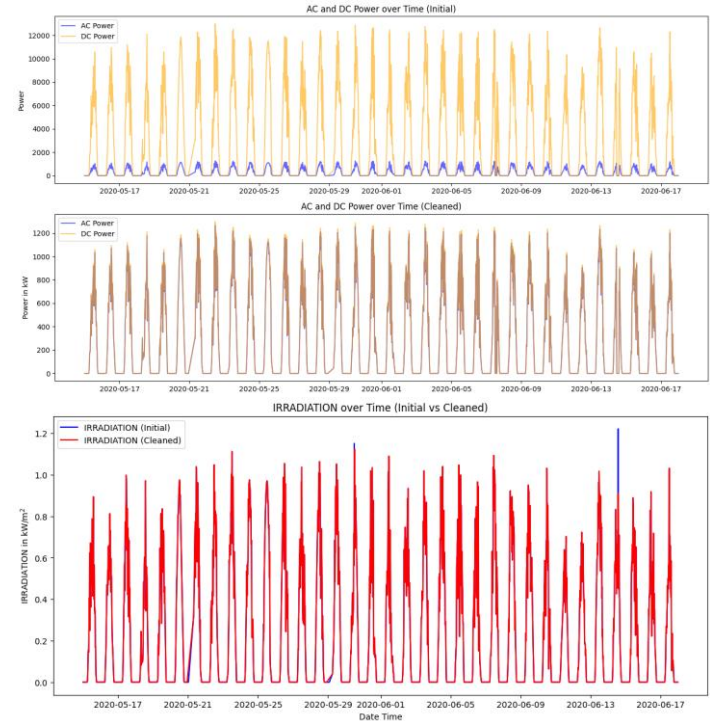 AC and DC Power over Time (Initial)
AC Power
DC Power
12000
10000
8000
6000
4000
2000
0
Power
2020-05-17 2020-05-21 2020-05-25 2020-05-29 2020-06-01 2020-06-05 2020-06-09 2020-06-13 2020-06-17
AC and DC Power over Time (Cleaned)
AC Power
DC Power
1200
1000
800
600
400
200
0
Power in kW
2020-05-17 2020-05-21 2020-05-25 2020-05-29 2020-06-01 2020-06-05 2020-06-09 2020-06-13 2020-06-17
IRRADIATION over Time (Initial vs Cleaned)
IRRADIATION (Initial)
IRRADIATION (Cleaned)
1.2
1.0
0.8
0.6
0.4
0.2
0.0
IRRADIATION in kW/m²
2020-05-17 2020-05-21 2020-05-25 2020-05-29 2020-06-01 2020-06-05 2020-06-09 2020-06-13 2020-06-17
Date Time